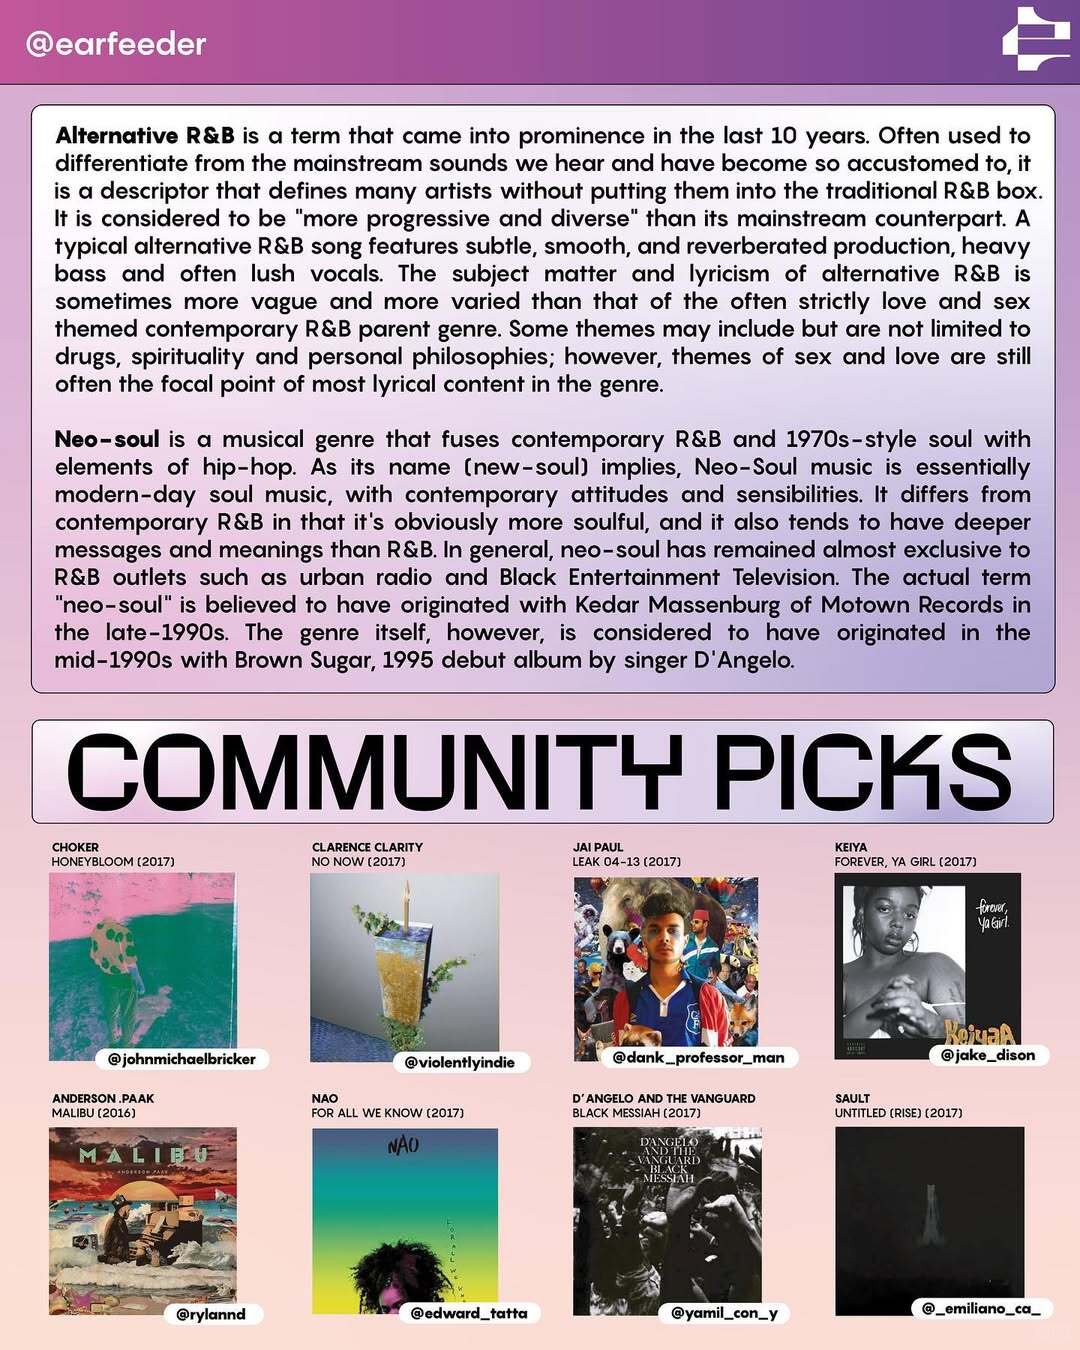 @earfeeder
Alternative R&B is a term that came into prominence in the last 10 years. Often used to
differentiate from the mainstream sounds we hear and have become so accustomed to, it
is a descriptor that defines many artists without putting them into the traditional R&B box.
It is considered to be "more progressive and diverse" than its mainstream counterpart. A
typical alternative R&B song features subtle, smooth, and reverberated production, heavy
bass and often lush vocals. The subject matter and lyricism of alternative R&B is
sometimes more vague and more varied than that of the often strictly love and sex
themed contemporary R&B parent genre. Some themes may include but are not limited to
drugs, spirituality and personal philosophies; however, themes of sex and love are still
often the focal point of most lyrical content in the genre.
Neo-soul is a musical genre that fuses contemporary R&B and 1970s-style soul with
elements of hip-hop. As its name (new-soul) implies, Neo-Soul music is essentially
modern-day soul music, with contemporary attitudes and sensibilities. It differs from
contemporary R&B in that it's obviously more soulful, and it also tends to have deeper
messages and meanings than R&B. In general, neo-soul has remained almost exclusive to
R&B outlets such as urban radio and Black Entertainment Television. The actual term
"neo-soul" is believed to have originated with Kedar Massenburg of Motown Records in
the late-1990s. The genre itself, however, is considered to have originated in the
mid-1990s with Brown Sugar, 1995 debut album by singer D'Angelo.
COMMUNITY PICKS
CHOKER
HONEYBLOOM (2017)
@johnmichaelbricker
CLARENCE CLARITY
NO NOW (2017)
@violentlyindie
JAI PAUL
LEAK 04-13 (2017)
@dank_professor_man
KEIYA
FOREVER, YA GIRL (2017)
forever,
Ya Girl.
KeiyaA
@jake_dison
ANDERSON .PAAK
MALIBU (2016)
MALIBU
ANDERSON .PAAK
@rylannd
NAO
FOR ALL WE KNOW (2017)
NAO
FOR ALL WE KNOW
@edward_tatta
D'ANGELO AND THE VANGUARD
BLACK MESSIAH (2017)
D'ANGELO
AND THE
VANGUARD
BLACK
MESSIAH
@yamil_con_y
SAULT
UNTITLED (RISE) (2017)
@_emiliano_ca_